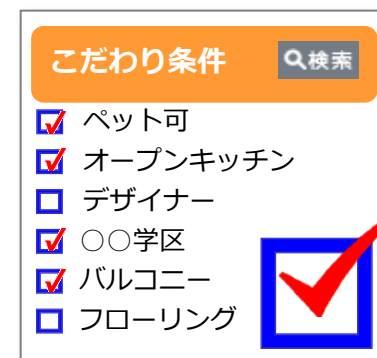 こだわり条件 検索
ペット可
オープンキッチン
デザイナー
○○学区
バルコニー
フローリング